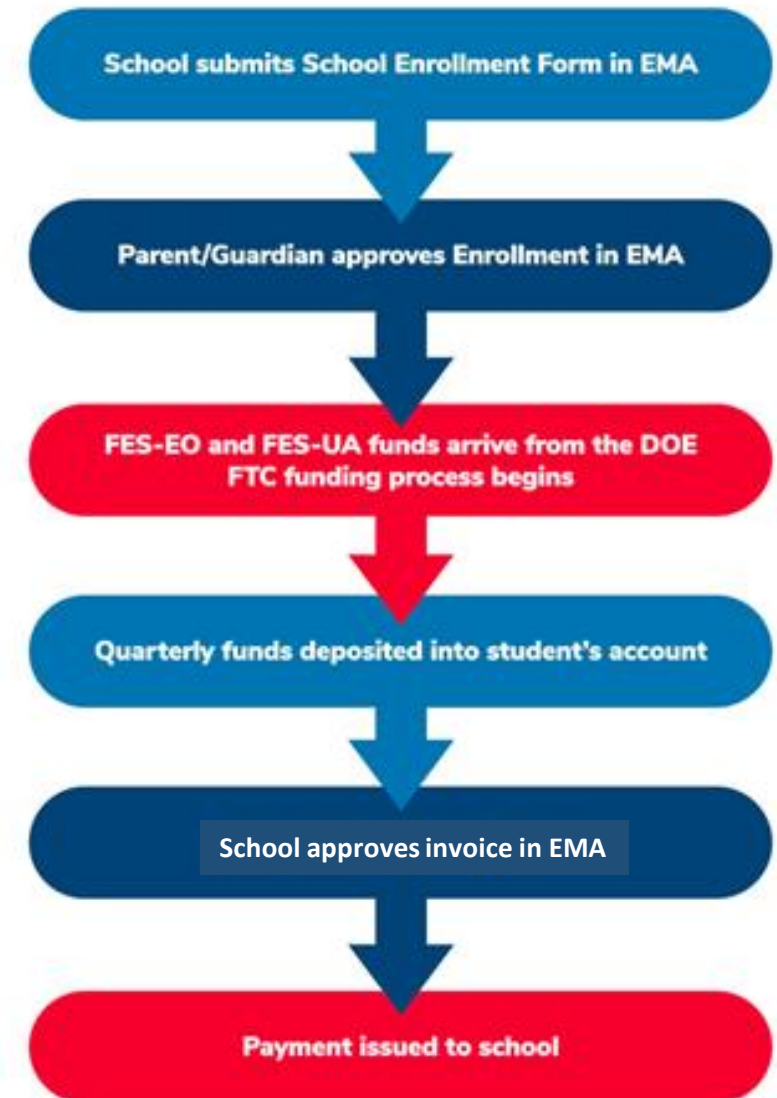 School submits School Enrollment Form in EMA
Parent/Guardian approves Enrollment in EMA
FES-EO and FES-UA funds arrive from the DOE
FTC funding process begins
Quarterly funds deposited into student's account
School approves invoice in EMA
Payment issued to school